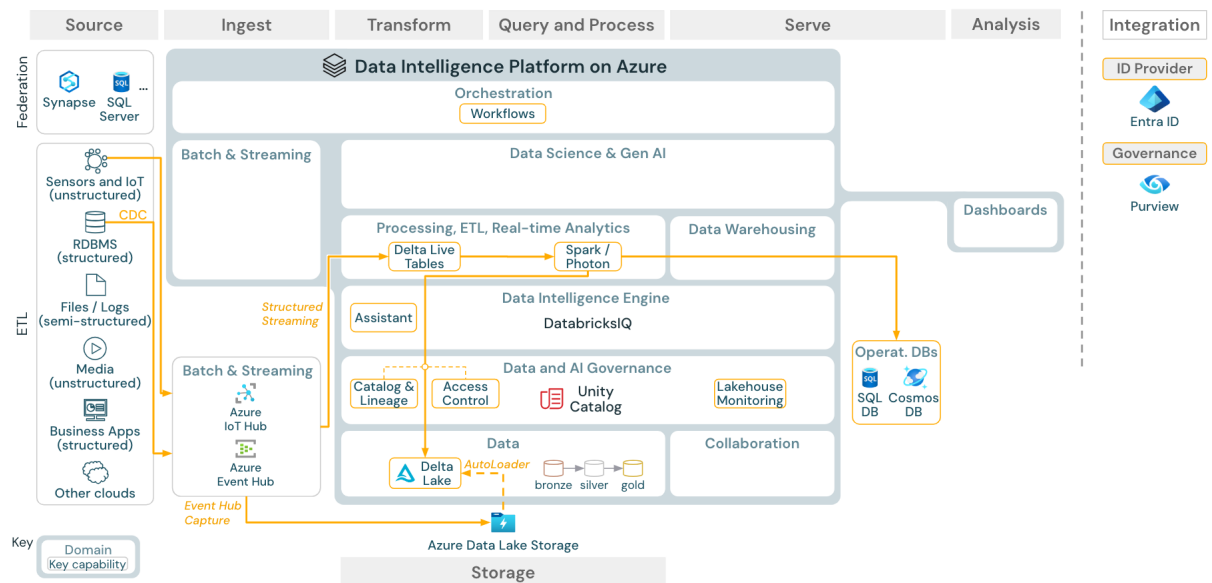 Source
Ingest
Transform
Query and Process
Serve
Analysis
Integration
Federation
Synapse
SQL
SQL
Server
...
Data Intelligence Platform on Azure
Orchestration
Workflows
ID Provider
Entra ID
Governance
Purview
ETL
Sensors and IoT
(unstructured)
CDC
RDBMS
(structured)
Files / Logs
(semi-structured)
Media
(unstructured)
Business Apps
(structured)
Other clouds
Batch & Streaming
Data Science & Gen AI
Processing, ETL, Real-time Analytics
Delta Live
Tables
Spark /
Photon
Data Warehousing
Dashboards
Structured
Streaming
Data Intelligence Engine
Assistant
DatabricksIQ
Batch & Streaming
Azure
IoT Hub
Azure
Event Hub
Data and AI Governance
Catalog &
Lineage
Access
Control
Unity
Catalog
Lakehouse
Monitoring
Operat. DBs
SQL
SQL
DB
Cosmos
DB
Data
Delta
Lake
AutoLoader
bronze
silver
gold
Collaboration
Event Hub
Capture
Azure Data Lake Storage
Storage
Key
Domain
Key capability